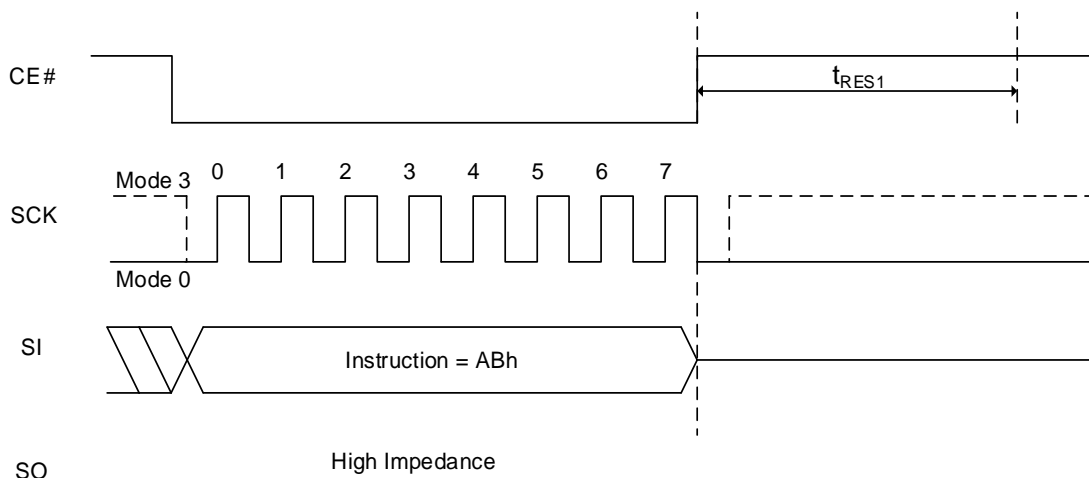 CE#
tRES1
0 1 2 3 4 5 6 7
Mode 3
SCK
Mode 0
SI
Instruction = ABh
High Impedance
SO